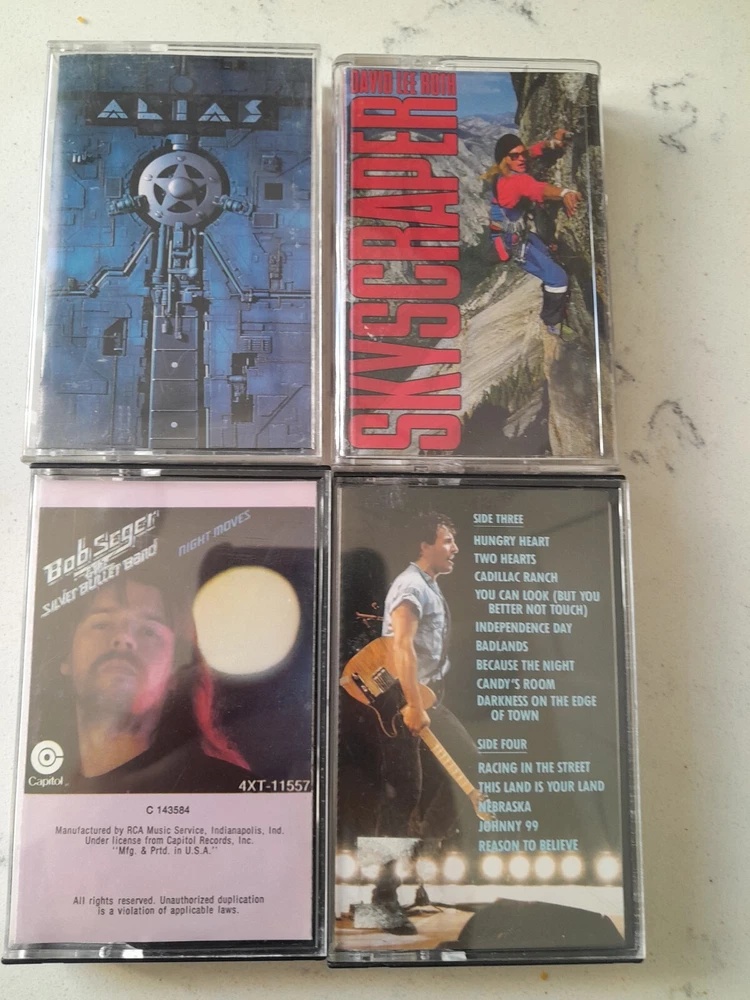 ALIAS
DAVID LEE ROTH
SKYSCRAPER
Bob Seger
& THE
SILVER BULLET BAND
NIGHT MOVES
Capitol
4XT-11557
C 143584
Manufactured by RCA Music Service, Indianapolis, Ind.
Under license from Capitol Records, Inc.
"Mfg. & Prtd. in U.S.A."
All rights reserved. Unauthorized duplication
is a violation of applicable laws.
SIDE THREE
HUNGRY HEART
TWO HEARTS
CADILLAC RANCH
YOU CAN LOOK (BUT YOU
BETTER NOT TOUCH)
INDEPENDENCE DAY
BADLANDS
BECAUSE THE NIGHT
CANDY'S ROOM
DARKNESS ON THE EDGE
OF TOWN
SIDE FOUR
RACING IN THE STREET
THIS LAND IS YOUR LAND
NEBRASKA
JOHNNY 99
REASON TO BELIEVE